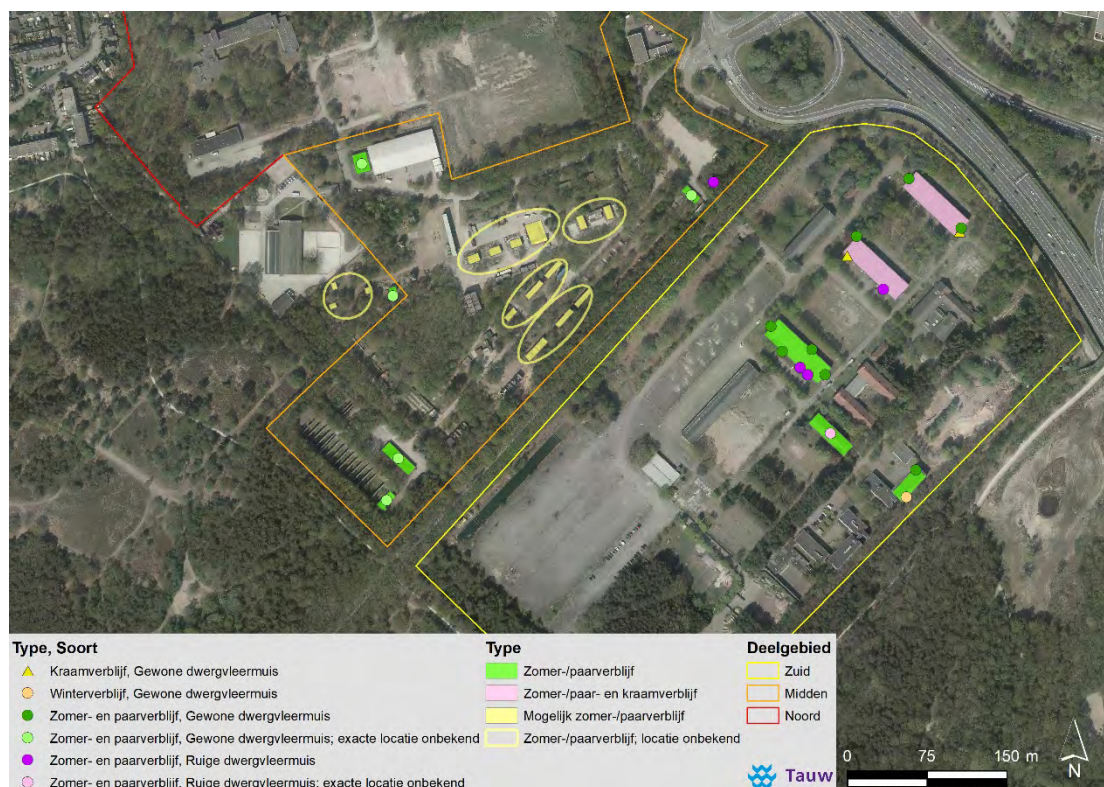 Type, Soort
Kraamverblijf, Gewone dwergvleermuis
Winterverblijf, Gewone dwergvleermuis
Zomer- en paarverblijf, Gewone dwergvleermuis
Zomer- en paarverblijf, Gewone dwergvleermuis; exacte locatie onbekend
Zomer- en paarverblijf, Ruige dwergvleermuis
Zomer- en paarverblijf, Ruige dwergvleermuis; exacte locatie onbekend
Type
Zomer-/paarverblijf
Zomer-/paar- en kraamverblijf
Mogelijk zomer-/paarverblijf
Zomer-/paarverblijf; locatie onbekend
Deelgebied
Zuid
Midden
Noord
Tauw
0 75 150 m
N